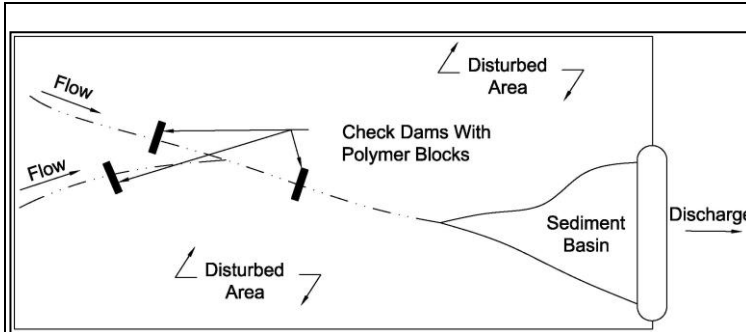 Flow
Disturbed
Area
Check Dams With
Polymer Blocks
Flow
Sediment
Basin
Discharge
Disturbed
Area